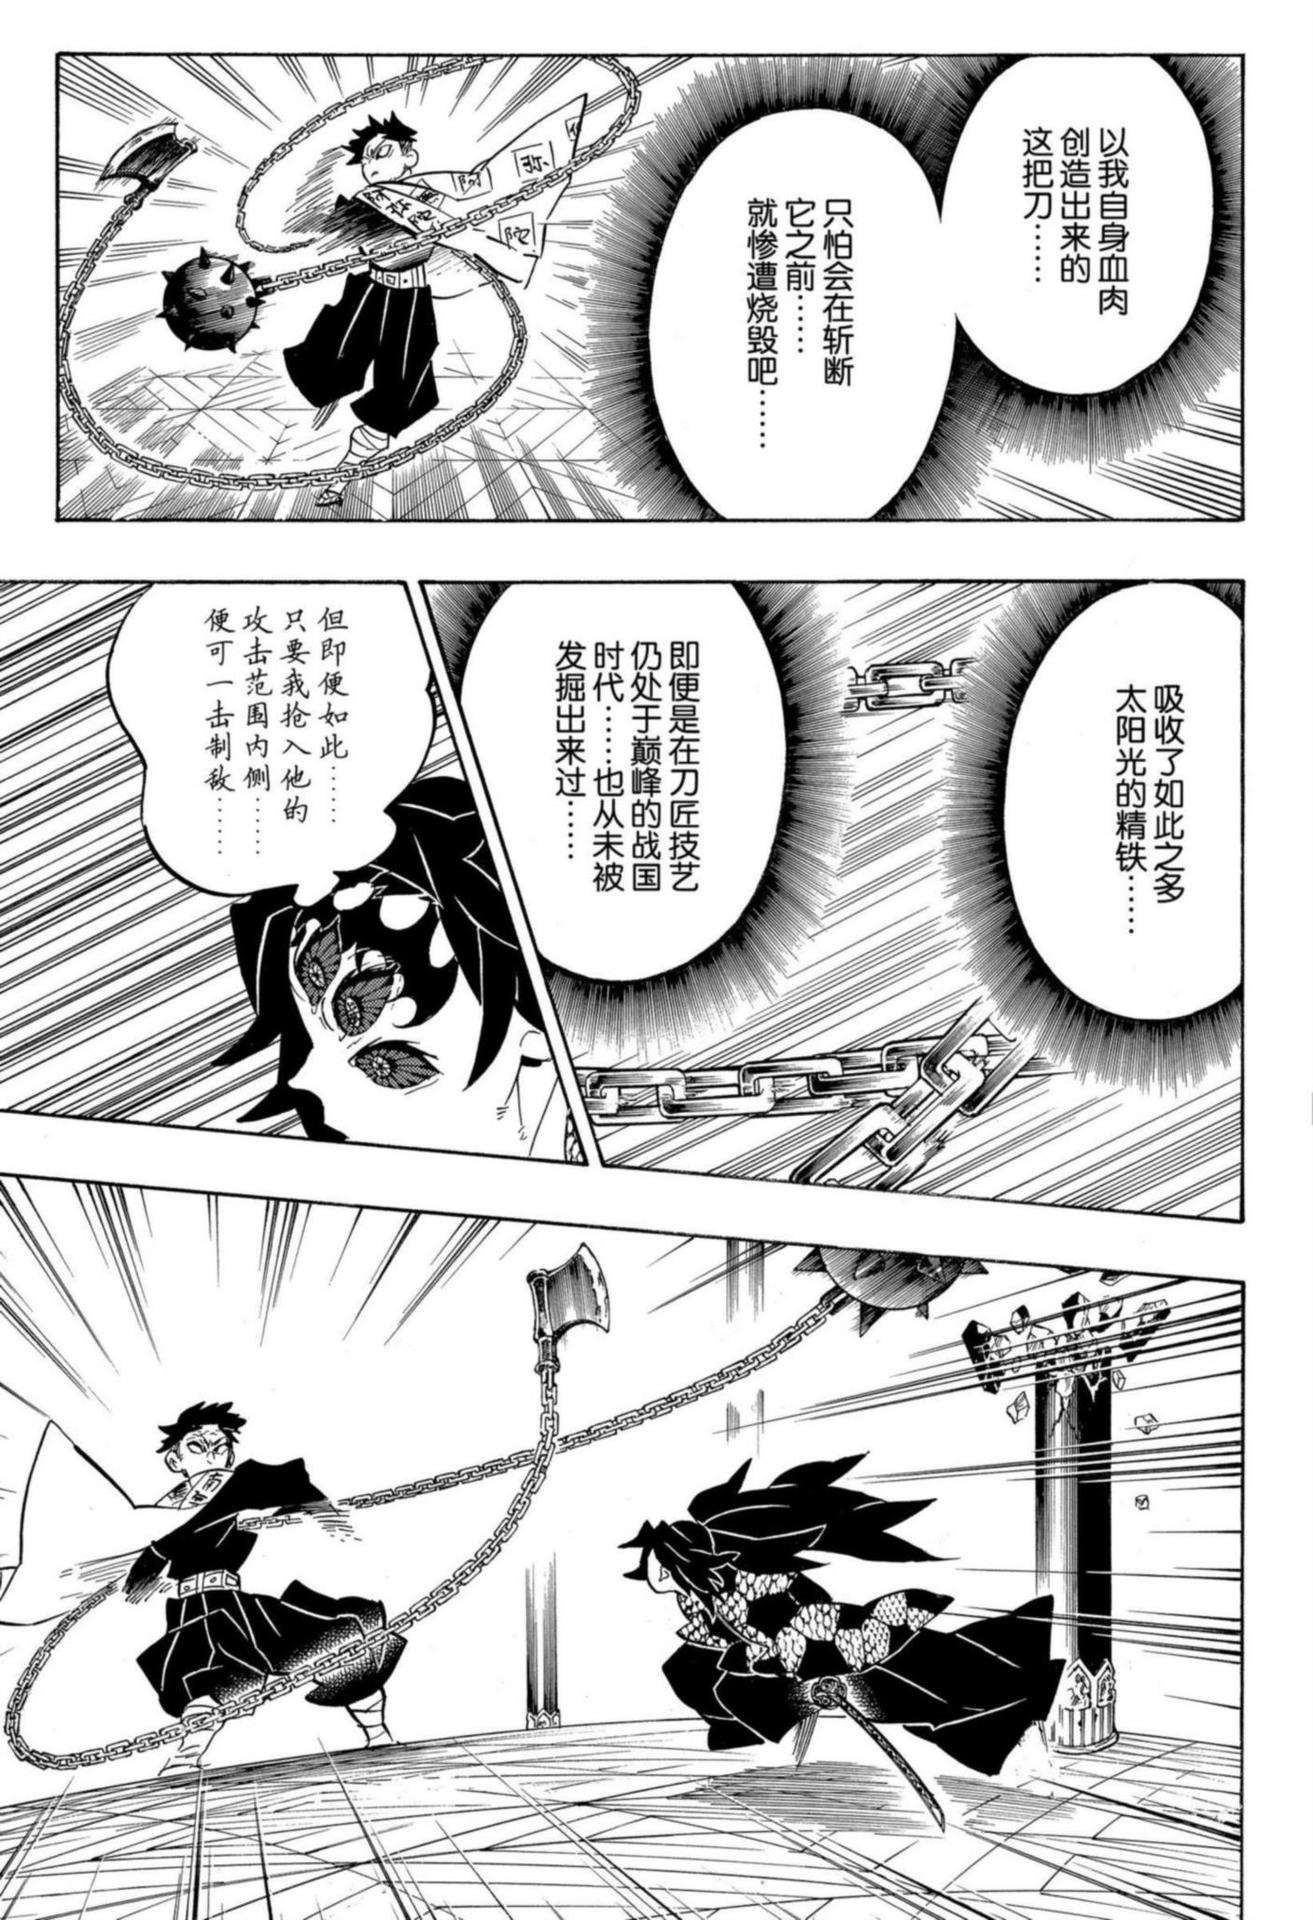 以我自身血肉
创造出来的
这把刀……
只怕会在斩断
它之前……
就惨遭烧毁吧……
吸收了如此之多
太阳光的精铁……
即便是在刀匠技艺
仍处于巅峰的战国
时代……也从未被
发掘出来过……
但即便如此……
只要我抢入他的
攻击范围内侧……
便可一击制敌……